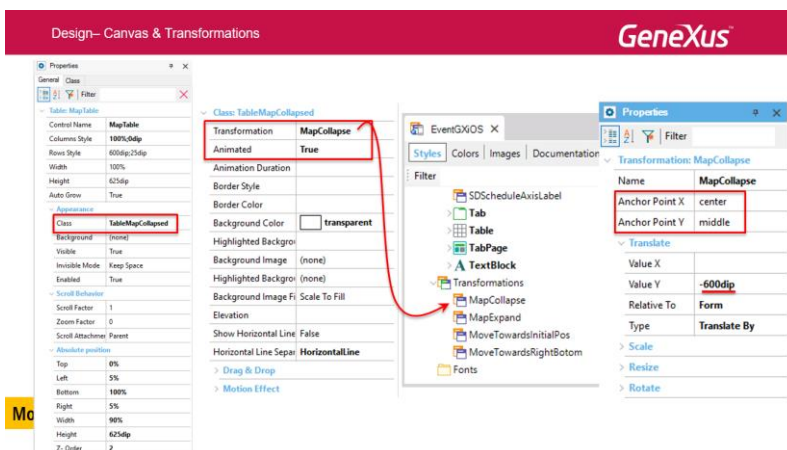 Design– Canvas & Transformations
GeneXus
Properties
General Class
Filter
Table: MapTable
Control Name MapTable
Columns Style 100%;0dip
Rows Style 600dip;25dip
Width 100%
Height 625dip
Auto Grow True
Appearance
Class TableMapCollapsed
Background (none)
Visible True
Invisible Mode Keep Space
Enabled True
Scroll Behavior
Scroll Factor 1
Zoom Factor 0
Scroll Attachmen Parent
Absolute position
Top 0%
Left 5%
Bottom 100%
Right 5%
Width 90%
Height 625dip
Z- Order 2
Mo
Class: TableMapCollapsed
Transformation MapCollapse
Animated True
Animation Duration
Border Style
Border Color
Background Color transparent
Highlighted Backgro
Background Image (none)
Highlighted Backgro (none)
Background Image Fi Scale To Fill
Elevation
Show Horizontal Line False
Horizontal Line Separ HorizontalLine
Drag & Drop
Motion Effect
EventGXiOS
Styles Colors Images Documentation
Filter
SDScheduleAxisLabel
Tab
Table
TabPage
TextBlock
Transformations
MapCollapse
MapExpand
MoveTowardsInitialPos
MoveTowardsRightBotom
Fonts
Properties
Filter
Transformation: MapCollapse
Name MapCollapse
Anchor Point X center
Anchor Point Y middle
Translate
Value X
Value Y -600dip
Relative To Form
Type Translate By
Scale
Resize
Rotate